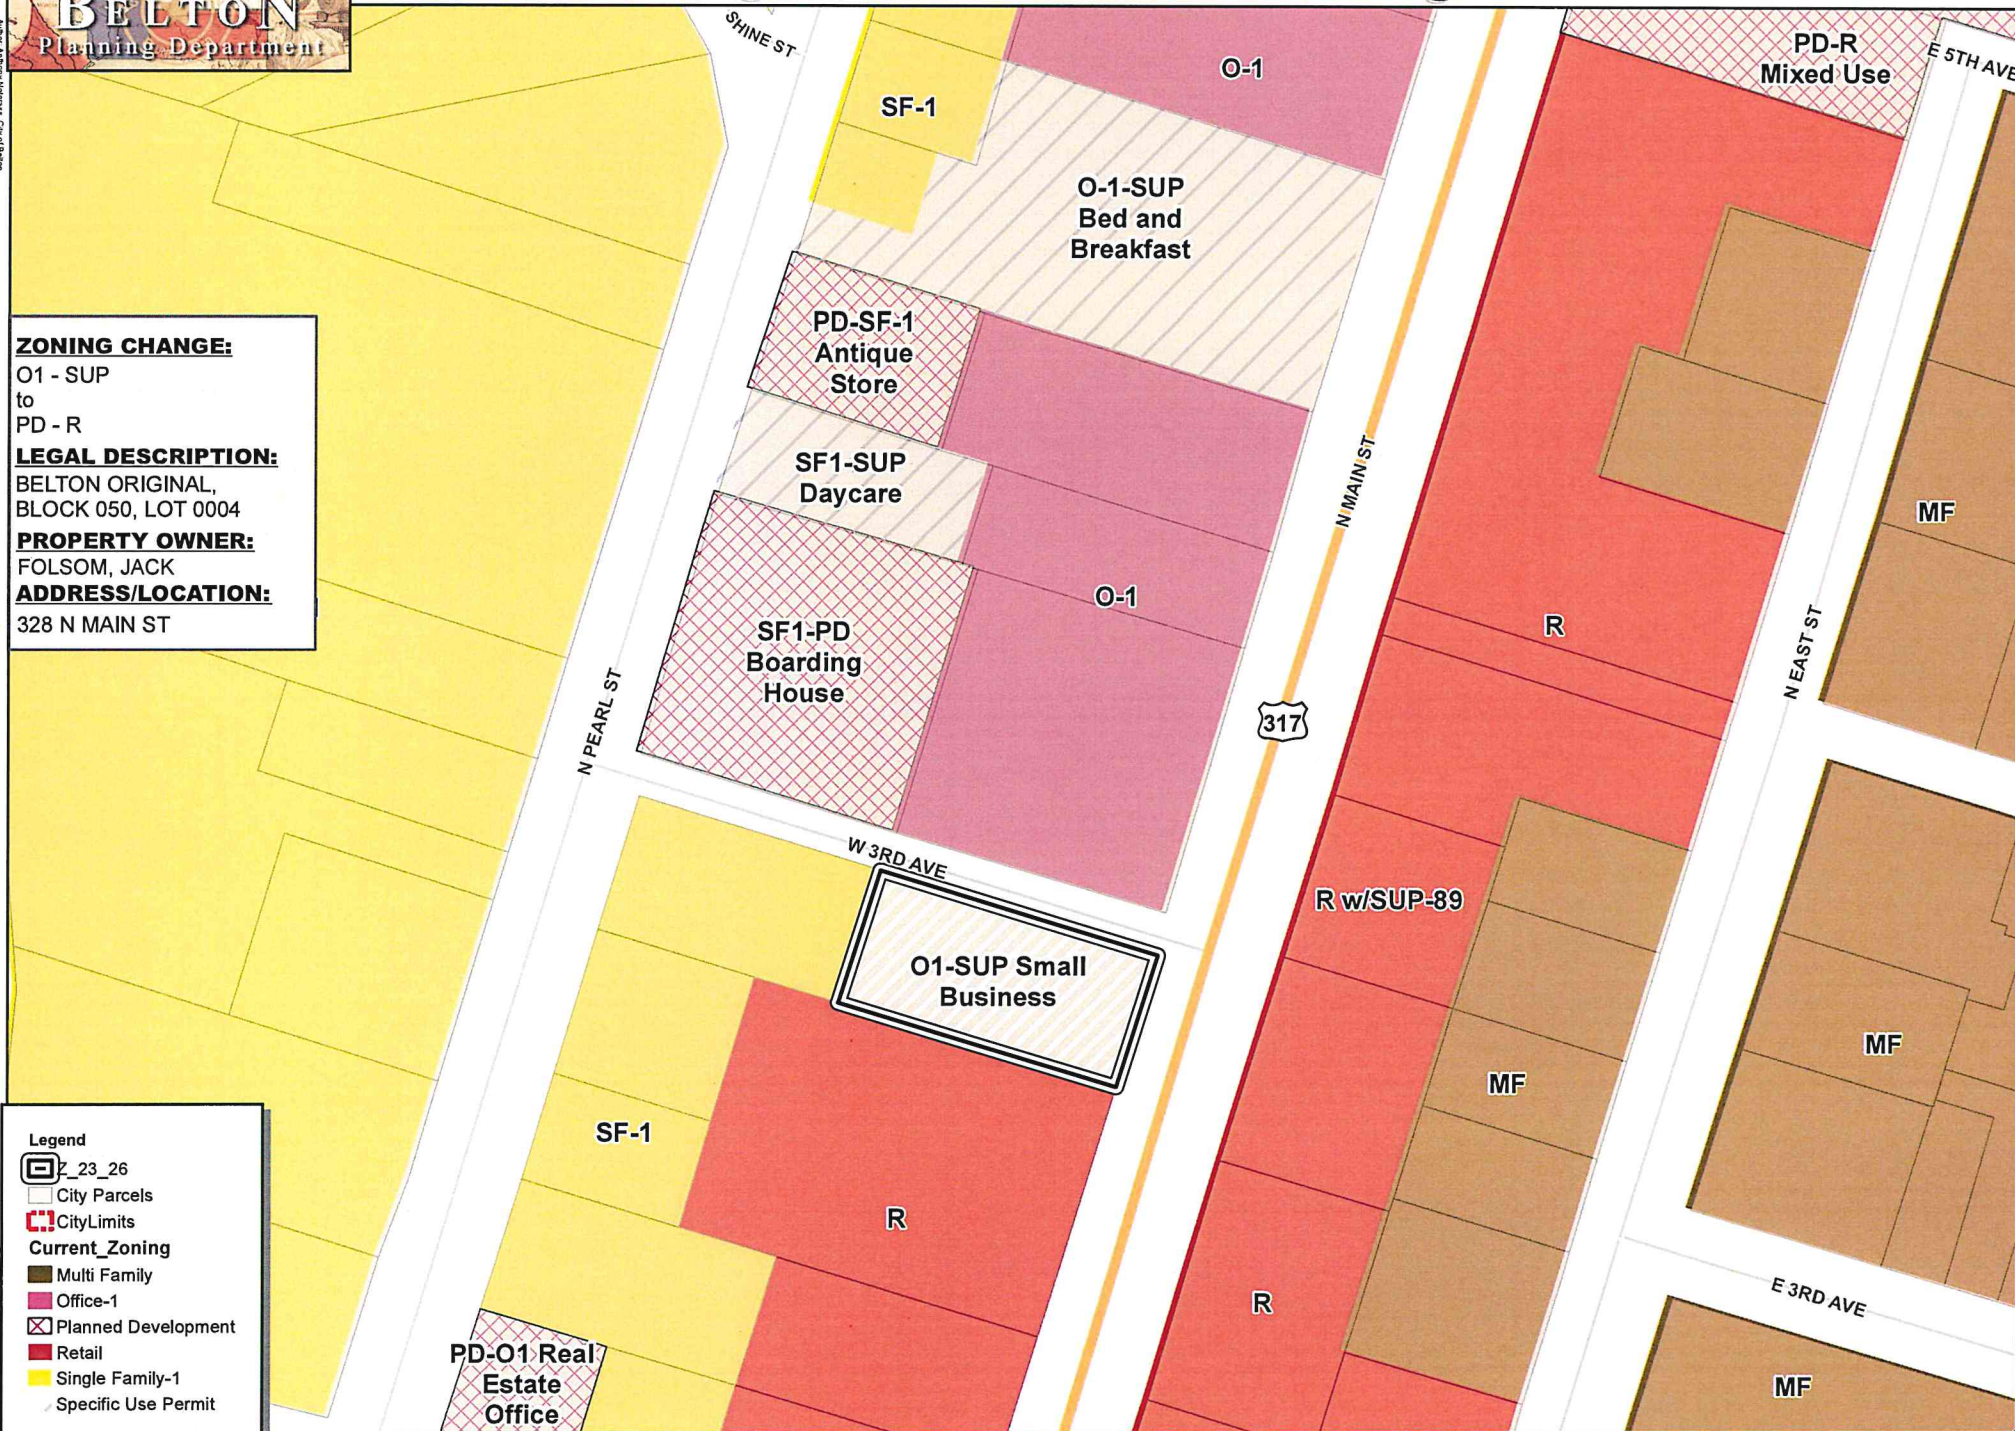 BELTON
Planning Department
SHINE ST
SF-1
O-1
PD-R
Mixed Use
E 5TH AVE
O-1-SUP
Bed and
Breakfast
PD-SF-1
Antique
Store
SF1-SUP
Daycare
SF1-PD
Boarding
House
O-1
N MAIN ST
317
R
N EAST ST
MF
N PEARL ST
W 3RD AVE
ZONING CHANGE:
O1 - SUP
to
PD - R
LEGAL DESCRIPTION:
BELTON ORIGINAL,
BLOCK 050, LOT 0004
PROPERTY OWNER:
FOLSOM, JACK
ADDRESS/LOCATION:
328 N MAIN ST
R w/SUP-89
O1-SUP Small
Business
MF
MF
SF-1
R
R
E 3RD AVE
MF
PD-O1 Real
Estate
Office
Legend
Z_23_26
City Parcels
CityLimits
Current_Zoning
Multi Family
Office-1
Planned Development
Retail
Single Family-1
Specific Use Permit